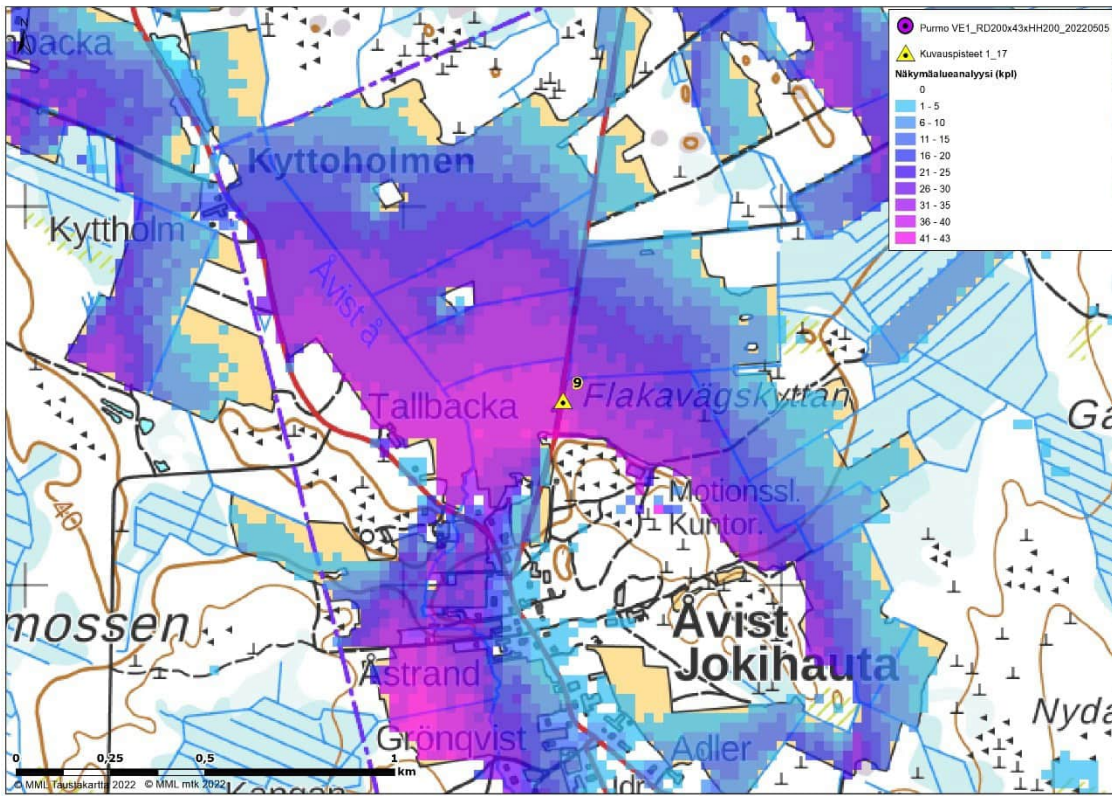 Purmo VE1_RD200x43xHH200_20220505
Kuvauspisteet 1_17
Näkymäalueanalyysi (kpl)
0
1 - 5
6 - 10
11 - 15
16 - 20
21 - 25
26 - 30
31 - 35
36 - 40
41 - 43
Kyttoholmen
Kyttholm
Åvist å
9
Flakavägskyttan
Tallbacka
Motionssl.
Kuntor.
40
mossen
Åvist
Jokihauta
Åstrand
Grönqvist
Adler
Nyda
0 0,25 0,5 1
km
© MML Taustakartta 2022 © MML mtk 2022